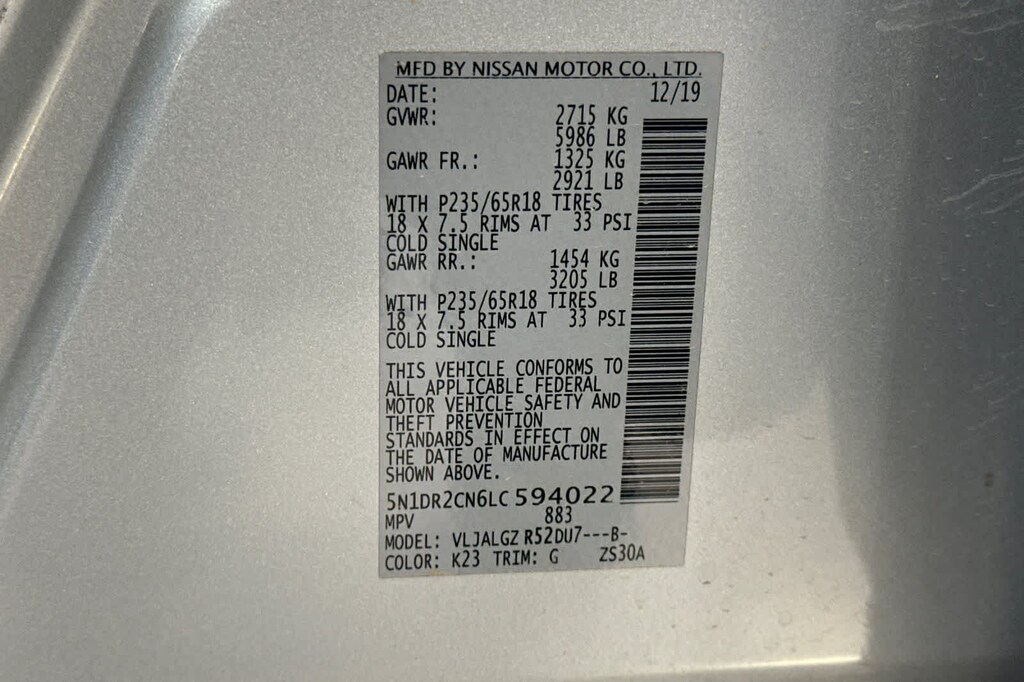 MFD BY NISSAN MOTOR CO., LTD.
DATE: 12/19
GVWR: 2715 KG
5986 LB
GAWR FR.: 1325 KG
2921 LB
WITH P235/65R18 TIRES
18 X 7.5 RIMS AT 33 PSI
COLD SINGLE
GAWR RR.: 1454 KG
3205 LB
WITH P235/65R18 TIRES
18 X 7.5 RIMS AT 33 PSI
COLD SINGLE
THIS VEHICLE CONFORMS TO
ALL APPLICABLE FEDERAL
MOTOR VEHICLE SAFETY AND
THEFT PREVENTION
STANDARDS IN EFFECT ON
THE DATE OF MANUFACTURE
SHOWN ABOVE.
5N1DR2CN6LC594022
MPV 883
MODEL: VLJALGZ R52DU7---B-
COLOR: K23 TRIM: G ZS30A